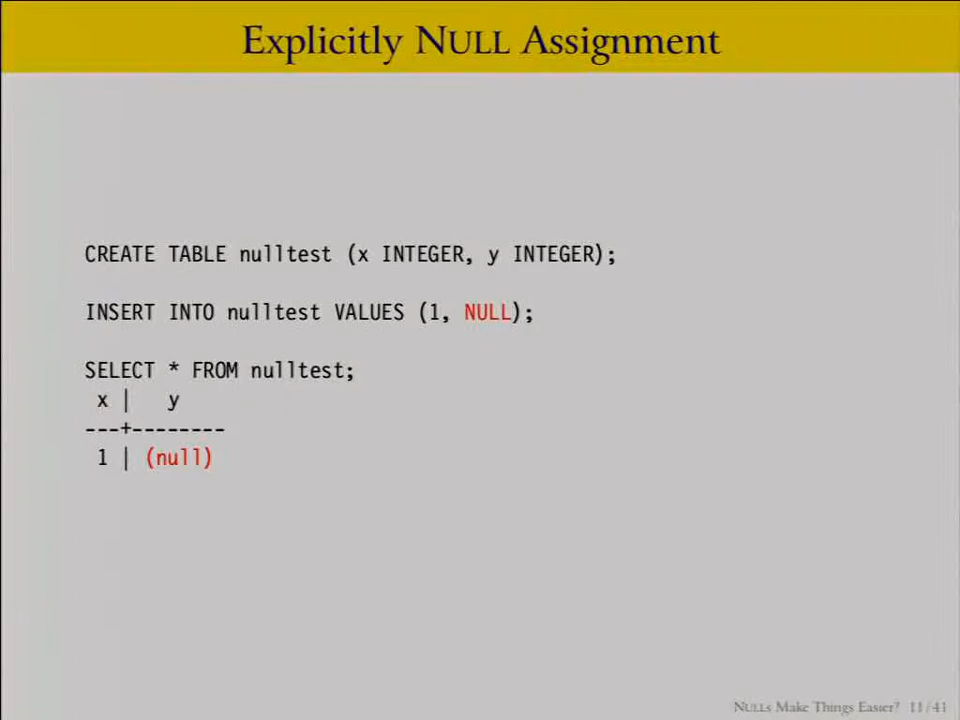 Explicitly NULL Assignment
CREATE TABLE nulltest (x INTEGER, y INTEGER);
INSERT INTO nulltest VALUES (1, NULL);
SELECT * FROM nulltest;
x | y
---+--------
1 | (null)
NULLs Make Things Easier? 11/41